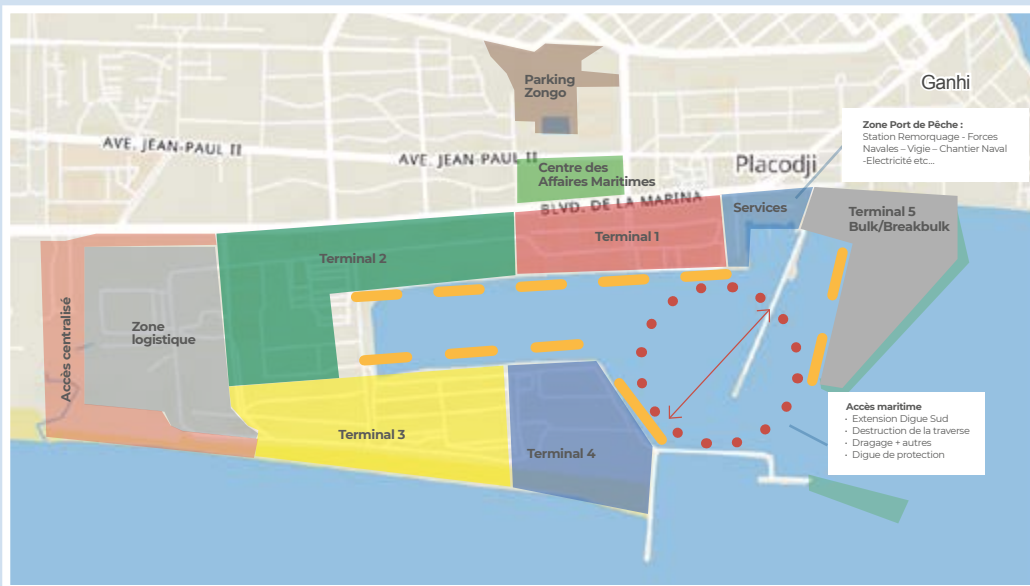 Parking
Zongo
Ganhi
Zone Port de Pêche :
Station Remorquage - Forces
Navales – Vigie – Chantier Naval
-Electricité etc...
AVE. JEAN-PAUL II
AVE. JEAN-PAUL II
Centre des
Affaires Maritimes
Placodji
BLVD. DE LA MARINA
Services
Terminal 5
Bulk/Breakbulk
Terminal 1
Terminal 2
Accès centralisé
Zone
logistique
Accès maritime
· Extension Digue Sud
· Destruction de la traverse
· Dragage + autres
· Digue de protection
Terminal 3
Terminal 4